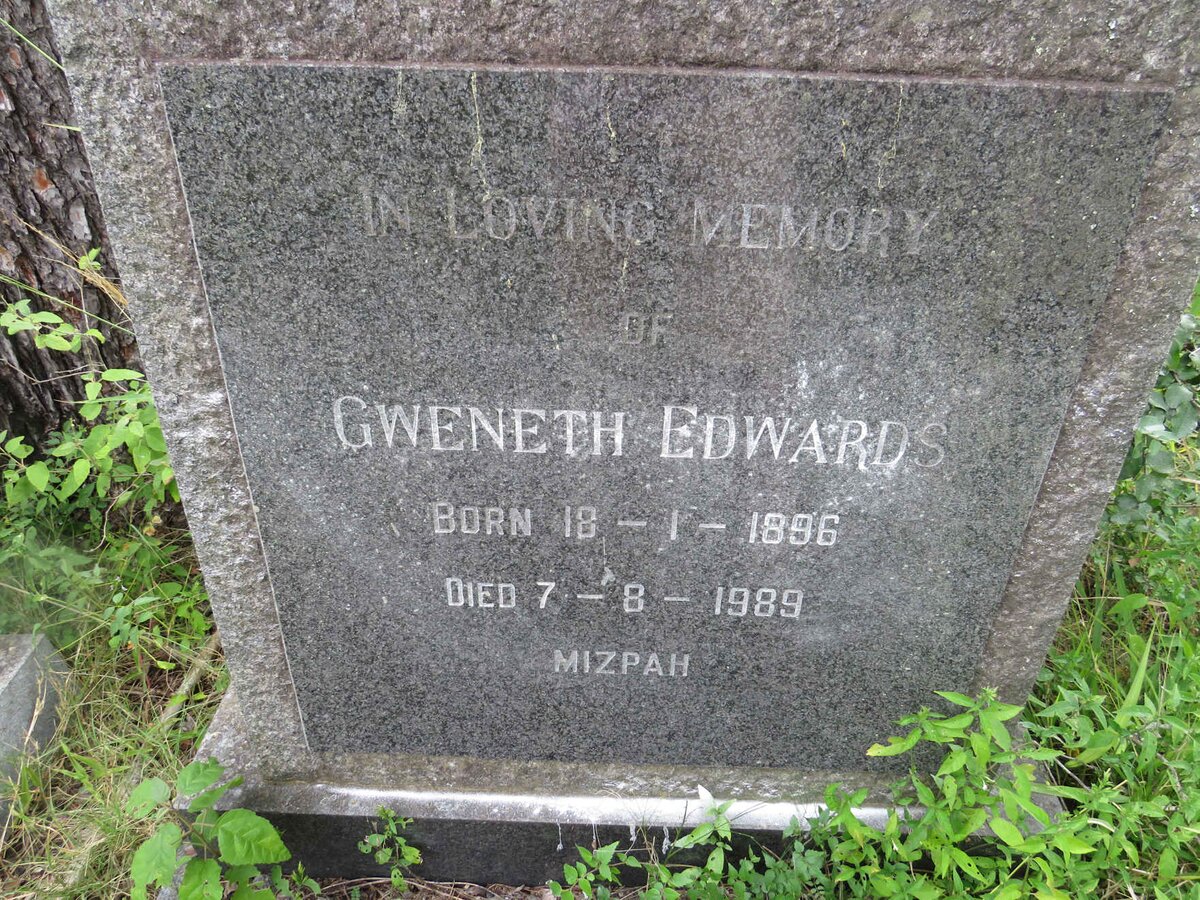 IN LOVING MEMORY
OF
GWENETH EDWARDS
BORN 18 - 1 - 1896
DIED 7 - 8 - 1989
MIZPAH